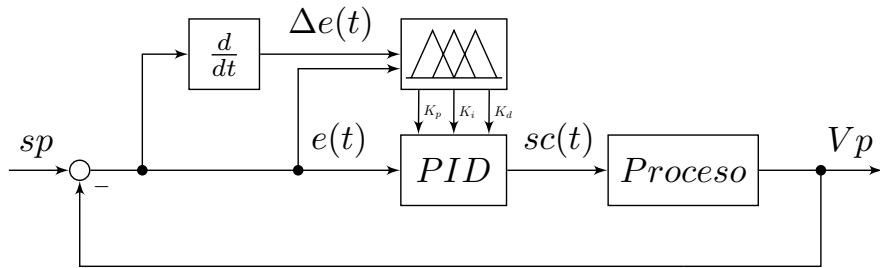 d
dt
Δe(t)
K_p K_i K_d
sp
−
e(t)
PID
sc(t)
Proceso
Vp